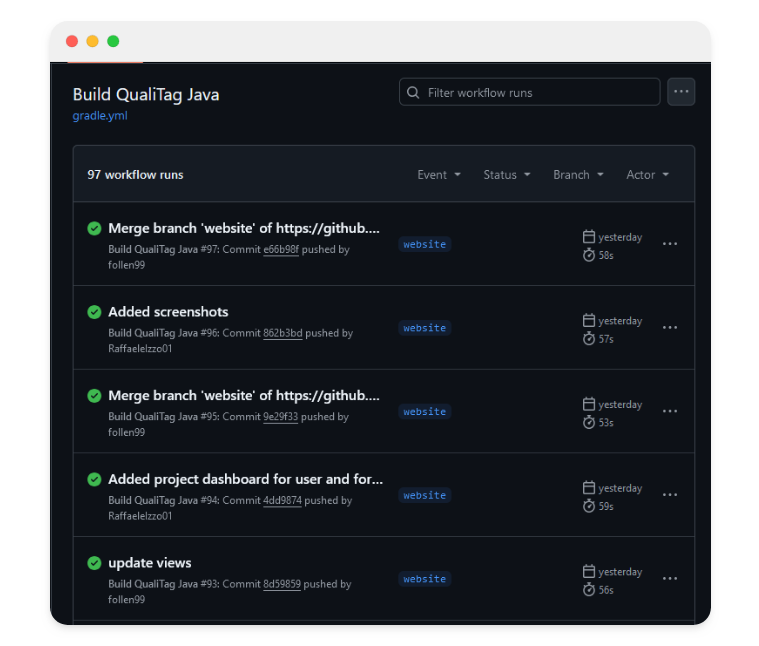 Build QualiTag Java
gradle.yml
Filter workflow runs
97 workflow runs
Event
Status
Branch
Actor
Merge branch 'website' of https://github....
Build QualiTag Java #97: Commit e66b98f pushed by
follen99
website
yesterday
58s
Added screenshots
Build QualiTag Java #96: Commit 862b3bd pushed by
RaffaeleIzzo01
website
yesterday
57s
Merge branch 'website' of https://github....
Build QualiTag Java #95: Commit 9e29f33 pushed by
follen99
website
yesterday
53s
Added project dashboard for user and for...
Build QualiTag Java #94: Commit 4dd9874 pushed by
RaffaeleIzzo01
website
yesterday
59s
update views
Build QualiTag Java #93: Commit 8d59859 pushed by
follen99
website
yesterday
56s